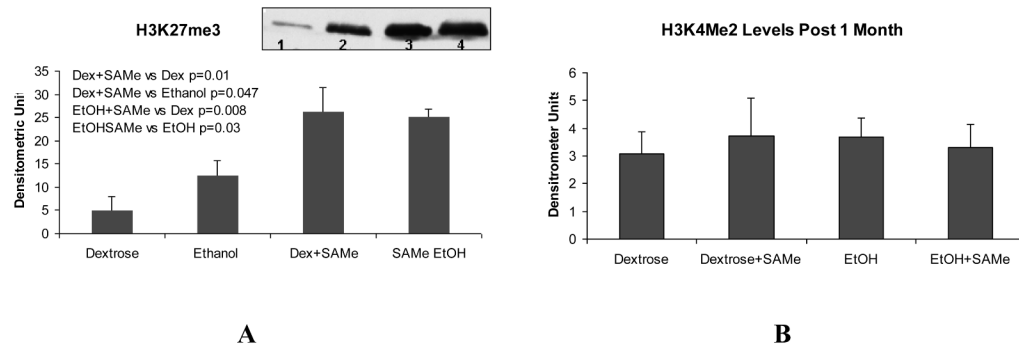 H3K27me3
1 2 3 4
Dex+SAMe vs Dex p=0.01
Dex+SAMe vs Ethanol p=0.047
EtOH+SAMe vs Dex p=0.008
EtOHSAMe vs EtOH p=0.03
Densitometric Unit
35
30
25
20
15
10
5
0
Dextrose Ethanol Dex+SAMe SAMe EtOH
A
H3K4Me2 Levels Post 1 Month
Densitrometer Units
6
5
4
3
2
1
0
Dextrose Dextrose+SAMe EtOH EtOH+SAMe
B